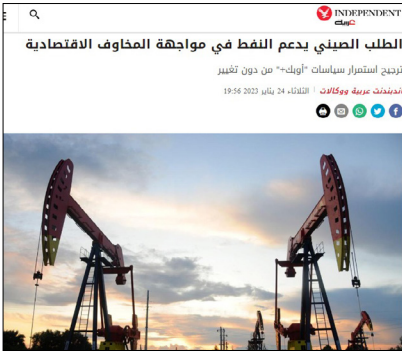 INDEPENDENT
عربية
الطلب الصيني يدعم النفط في مواجهة المخاوف الاقتصادية
ترجيح استمرار سياسات "أوبك+" من دون تغيير
اندبندنت عربية ووكالات | الثلاثاء 24 يناير 2023 19:56